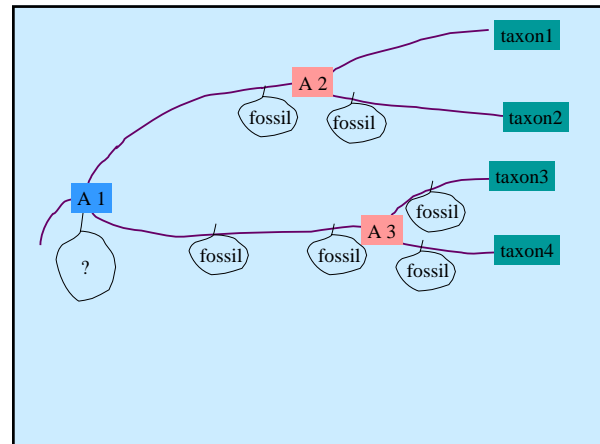 taxon1
A 2
fossil
fossil
taxon2
taxon3
A 1
fossil
A 3
?
fossil
fossil
fossil
taxon4